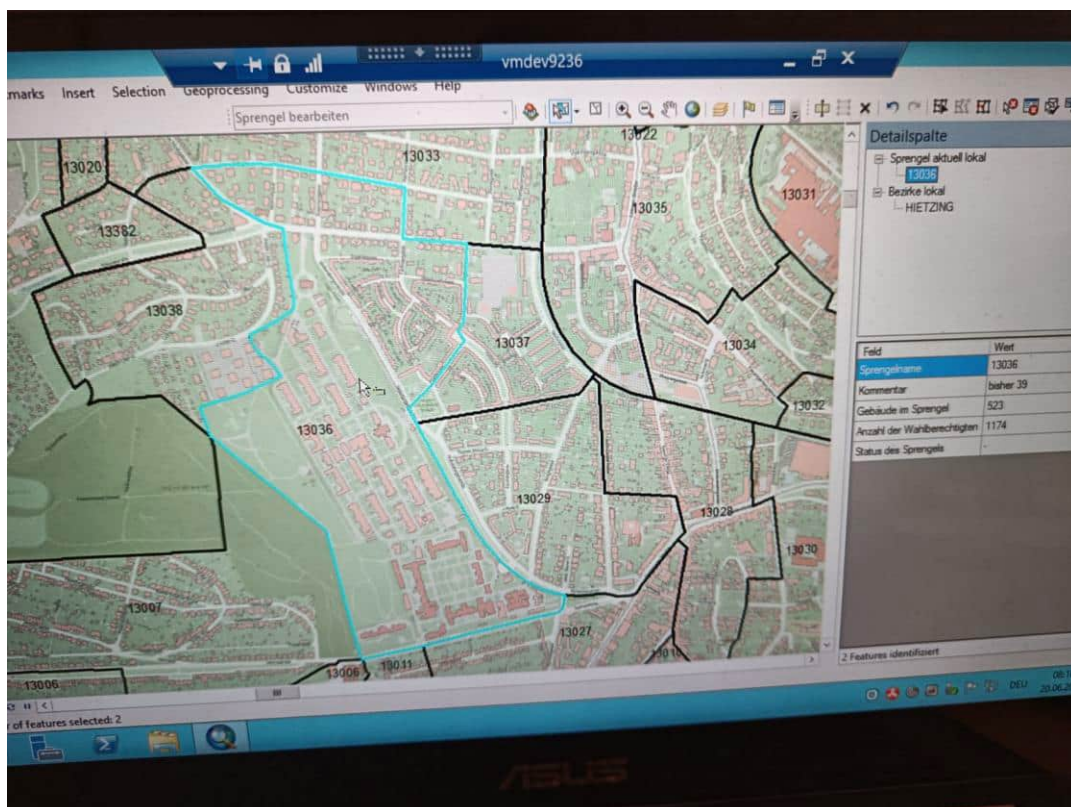 vmdev9236
Insert Selection Geoprocessing Customize Windows Help
Sprengel bearbeiten
Detailspalte
Sprengel aktuell lokal
13036
Bezirke lokal
HIETZING
13020
13033
13022
13031
13035
13382
13038
13037
13034
13032
13036
13029
13028
13030
13007
13027
13006
13011
13006
Feld Wert
Sprengelname 13036
Kommentar bisher 39
Gebäude im Sprengel 523
Anzahl der Wahlberechtigten 1174
Status des Sprengels -
2 Features identifiziert
r of features selected: 2
DEU
ASUS